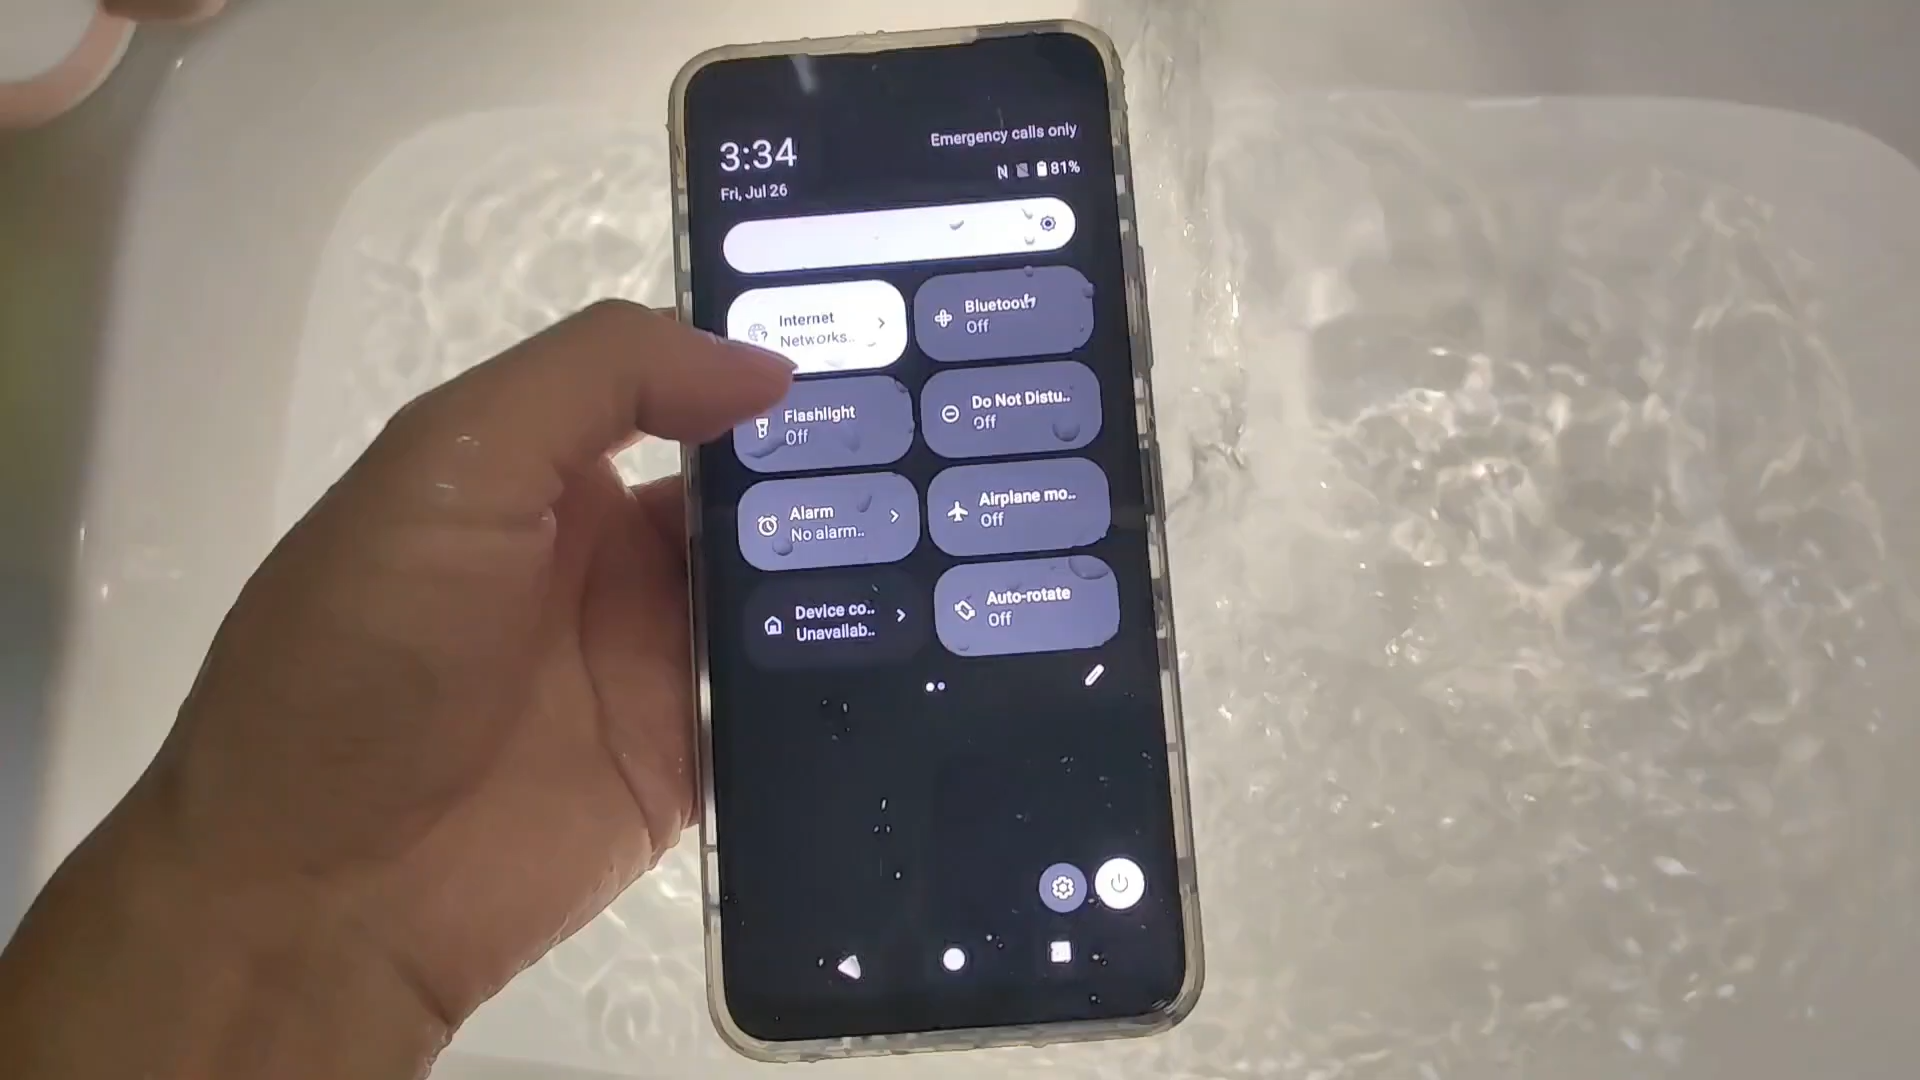 3:34
Emergency calls only
Fri, Jul 26
81%
Internet
Networks..
Bluetooth
Off
Flashlight
Off
Do Not Distu..
Off
Alarm
No alarm..
Airplane mo..
Off
Device co..
Unavailab..
Auto-rotate
Off